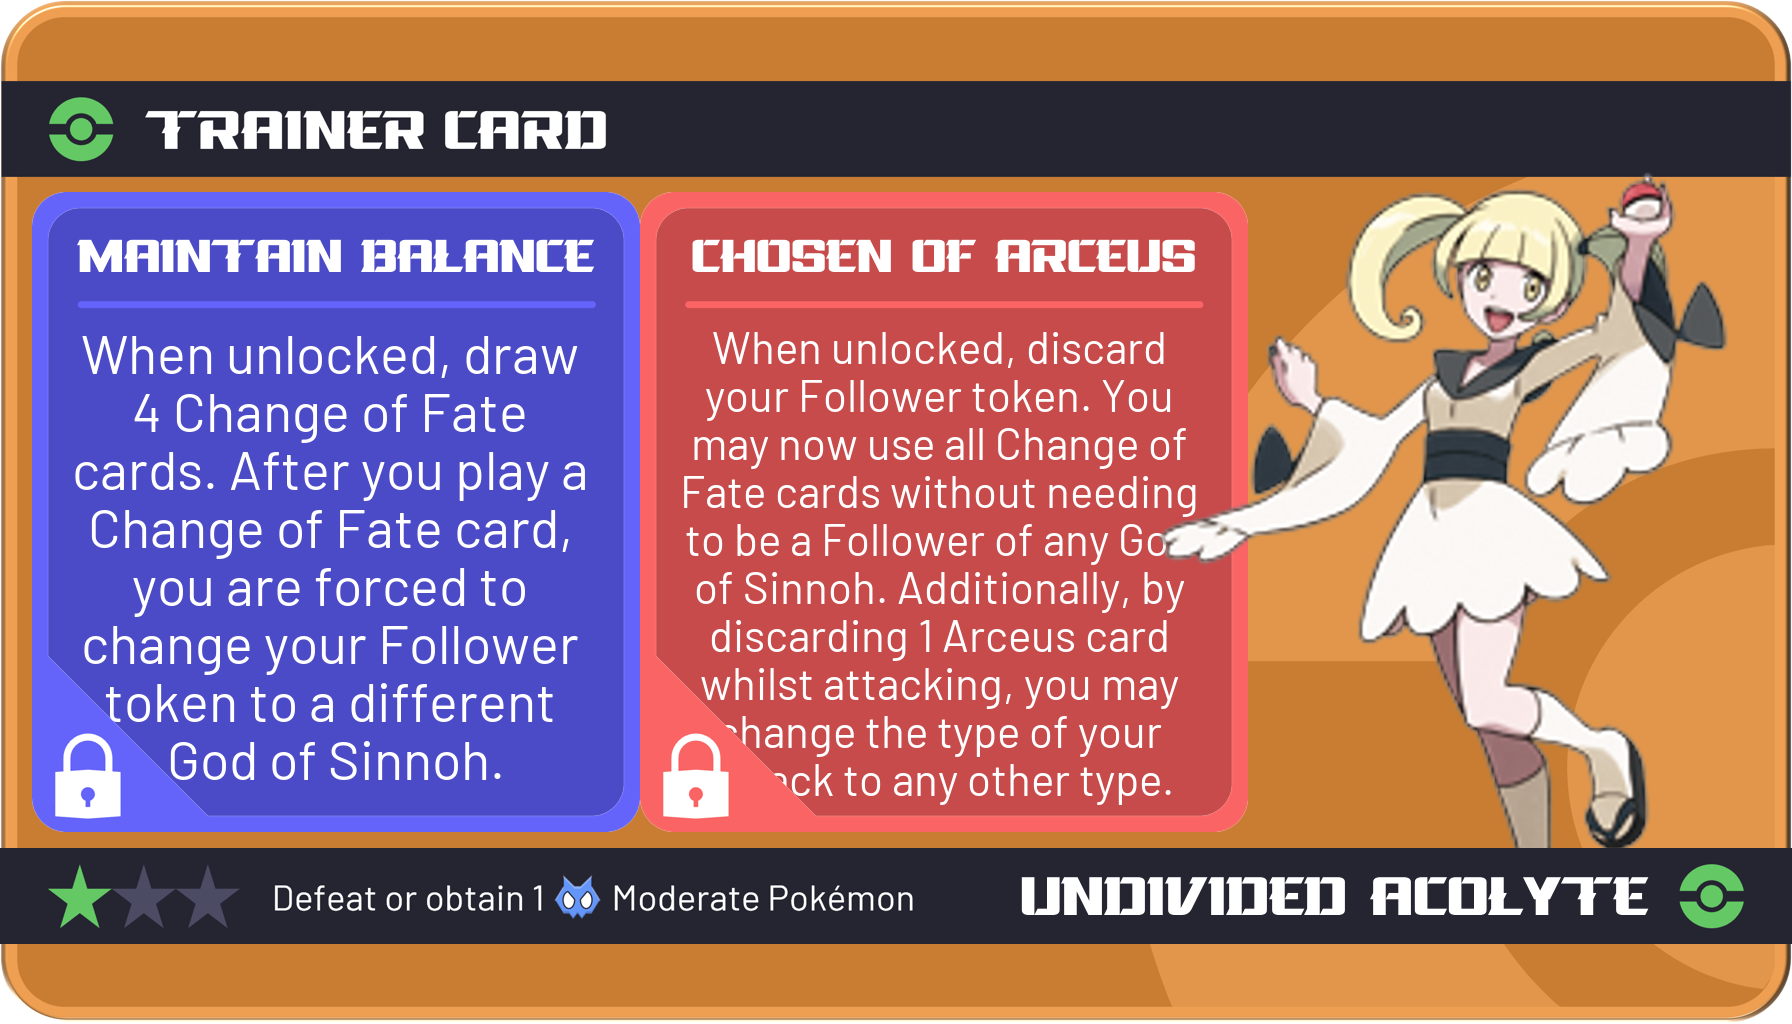 TRAINER CARD
MAINTAIN BALANCE
When unlocked, draw
4 Change of Fate
cards. After you play a
Change of Fate card,
you are forced to
change your Follower
token to a different
God of Sinnoh.
CHOSEN OF ARCEUS
When unlocked, discard
your Follower token. You
may now use all Change of
Fate cards without needing
to be a Follower of any
of Sinnoh. Additionally, by
discarding 1 Arceus card
whilst attacking, you may
change the type of your
to any other type.
Defeat or obtain 1 Moderate Pokémon
UNDIVIDED ACOLYTE